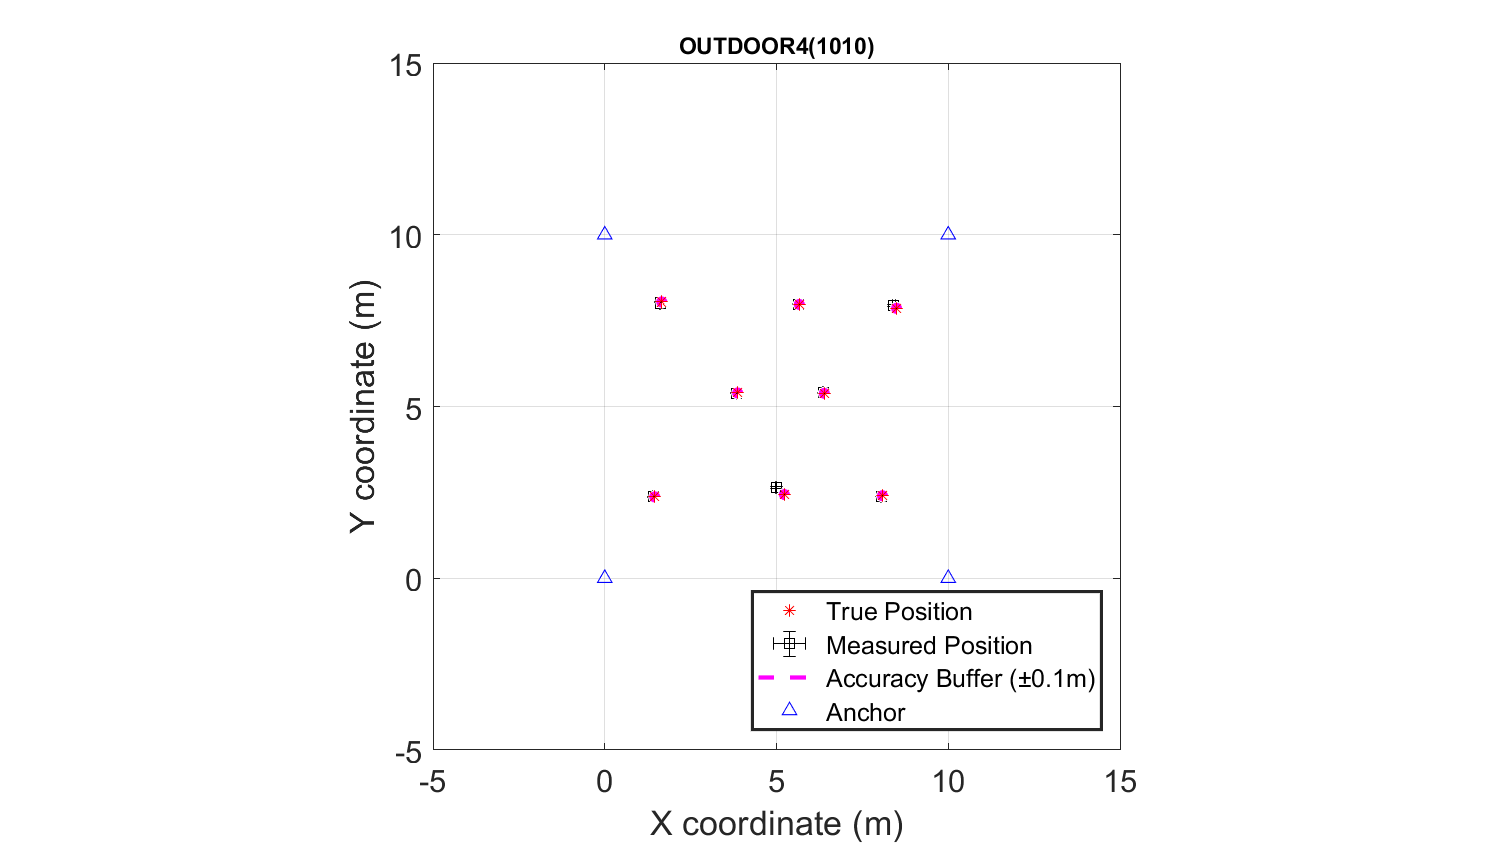 OUTDOOR4(1010)
15
10
5
0
-5
Y coordinate (m)
True Position
Measured Position
Accuracy Buffer (±0.1m)
Anchor
-5 0 5 10 15
X coordinate (m)